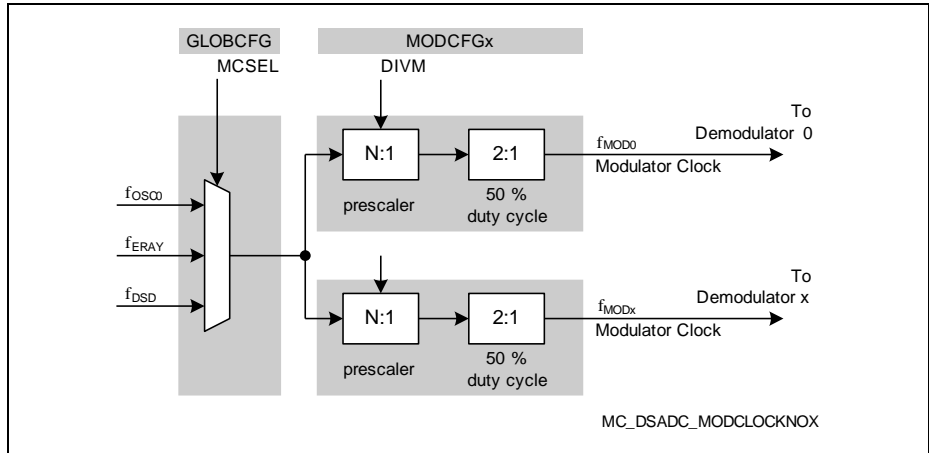 GLOBCFG
MODCFGx
MCSEL
DIVM
To
Demodulator 0
N:1
2:1
fMOD0
Modulator Clock
prescaler
50 %
duty cycle
fOSC0
fERAY
fDSD
To
Demodulator x
N:1
2:1
fMODx
Modulator Clock
prescaler
50 %
duty cycle
MC_DSADC_MODCLOCKNOX